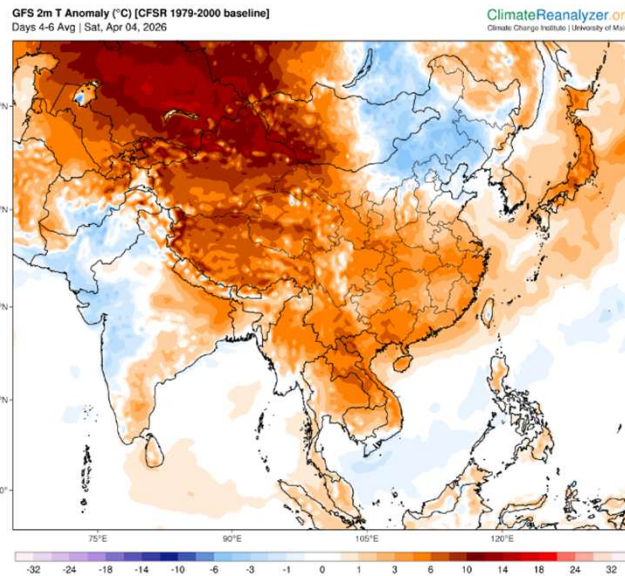 GFS 2m T Anomaly (°C) [CFSR 1979-2000 baseline]
ClimateReanalyzer.or
Days 4-6 Avg | Sat, Apr 04, 2026
Climate Change Institute | University of Mai
75°E 90°E 105°E 120°E
-32 -24 -18 -14 -10 -6 -3 -1 0 1 3 6 10 14 18 24 32